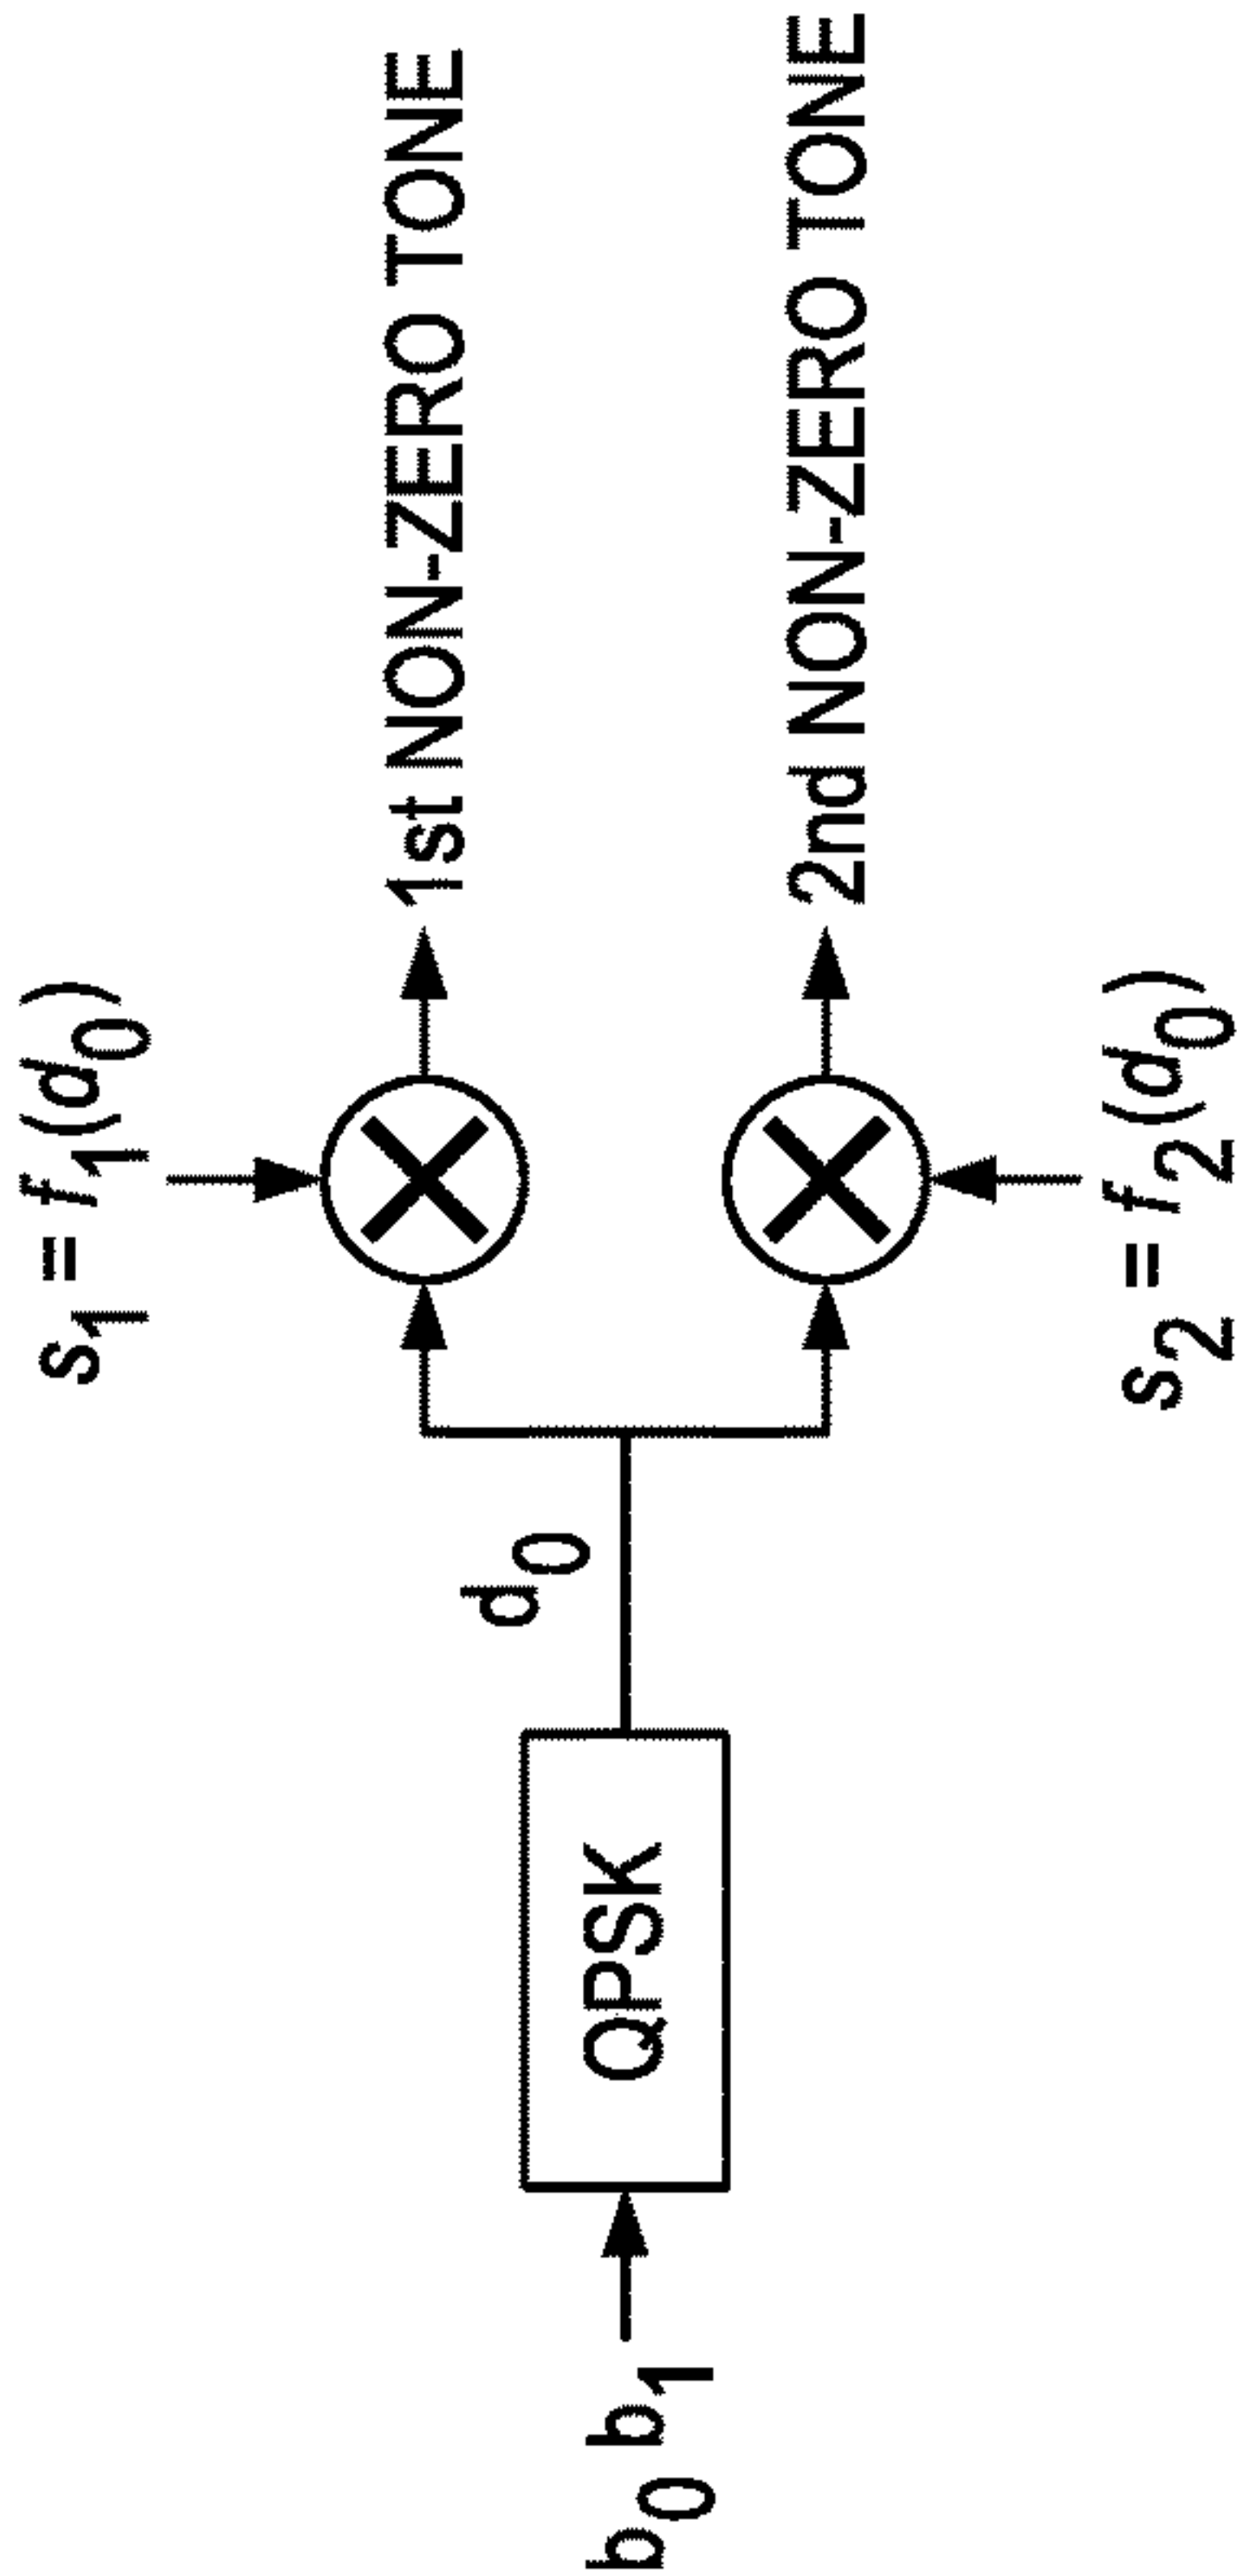 s1 = f1(d0)
1st NON-ZERO TONE
b0 b1
QPSK
d0
2nd NON-ZERO TONE
s2 = f2(d0)